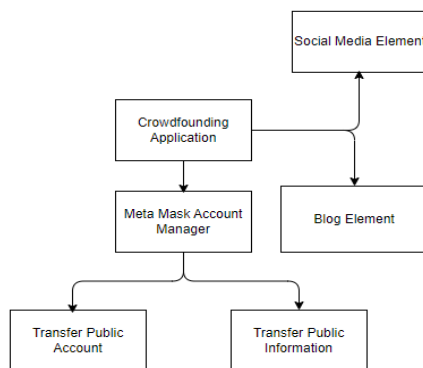 Social Media Element
Crowdfounding
Application
Meta Mask Account
Manager
Blog Element
Transfer Public
Account
Transfer Public
Information